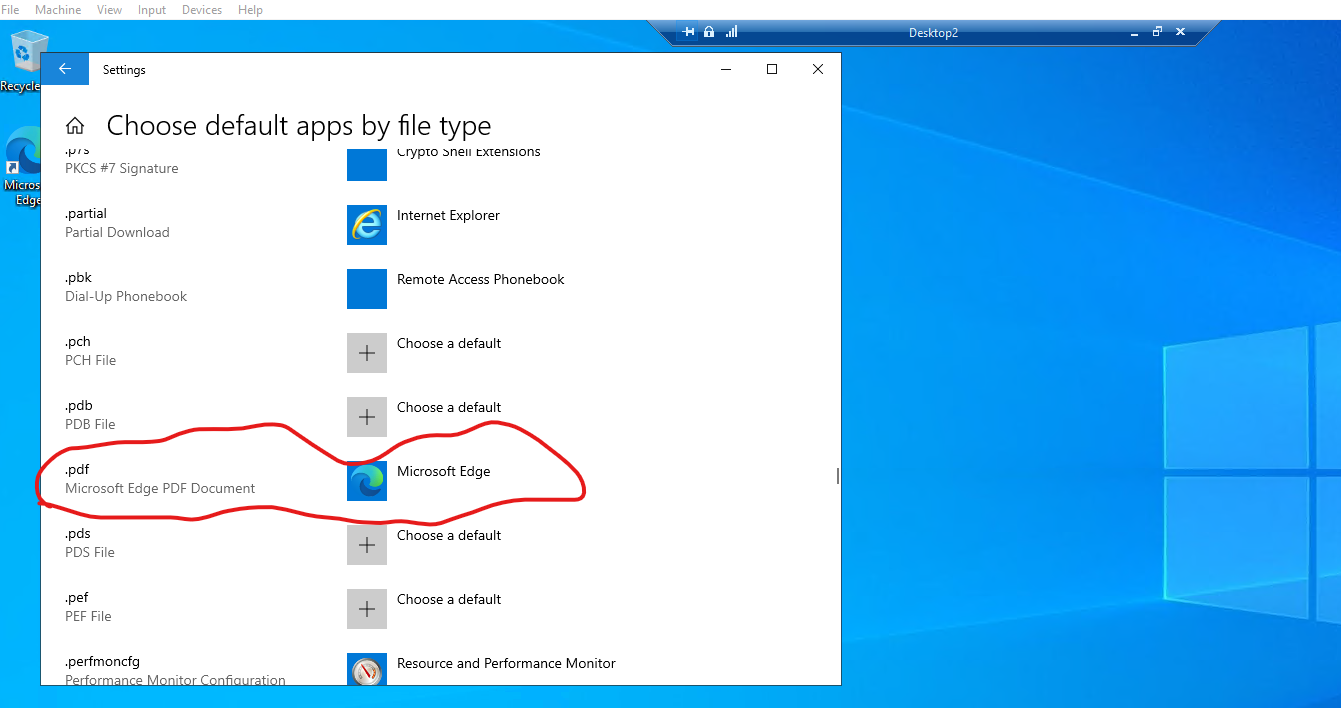 File Machine View Input Devices Help
Desktop2
Recycle
Micros
Edge
Settings
Choose default apps by file type
.p7s
PKCS #7 Signature
Crypto Shell Extensions
.partial
Partial Download
Internet Explorer
.pbk
Dial-Up Phonebook
Remote Access Phonebook
.pch
PCH File
Choose a default
.pdb
PDB File
Choose a default
.pdf
Microsoft Edge PDF Document
Microsoft Edge
.pds
PDS File
Choose a default
.pef
PEF File
Choose a default
.perfmoncfg
Performance Monitor Configuration
Resource and Performance Monitor